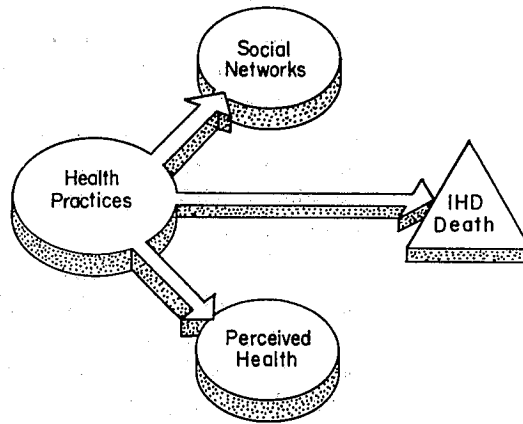 Social
Networks
Health
Practices
IHD
Death
Perceived
Health